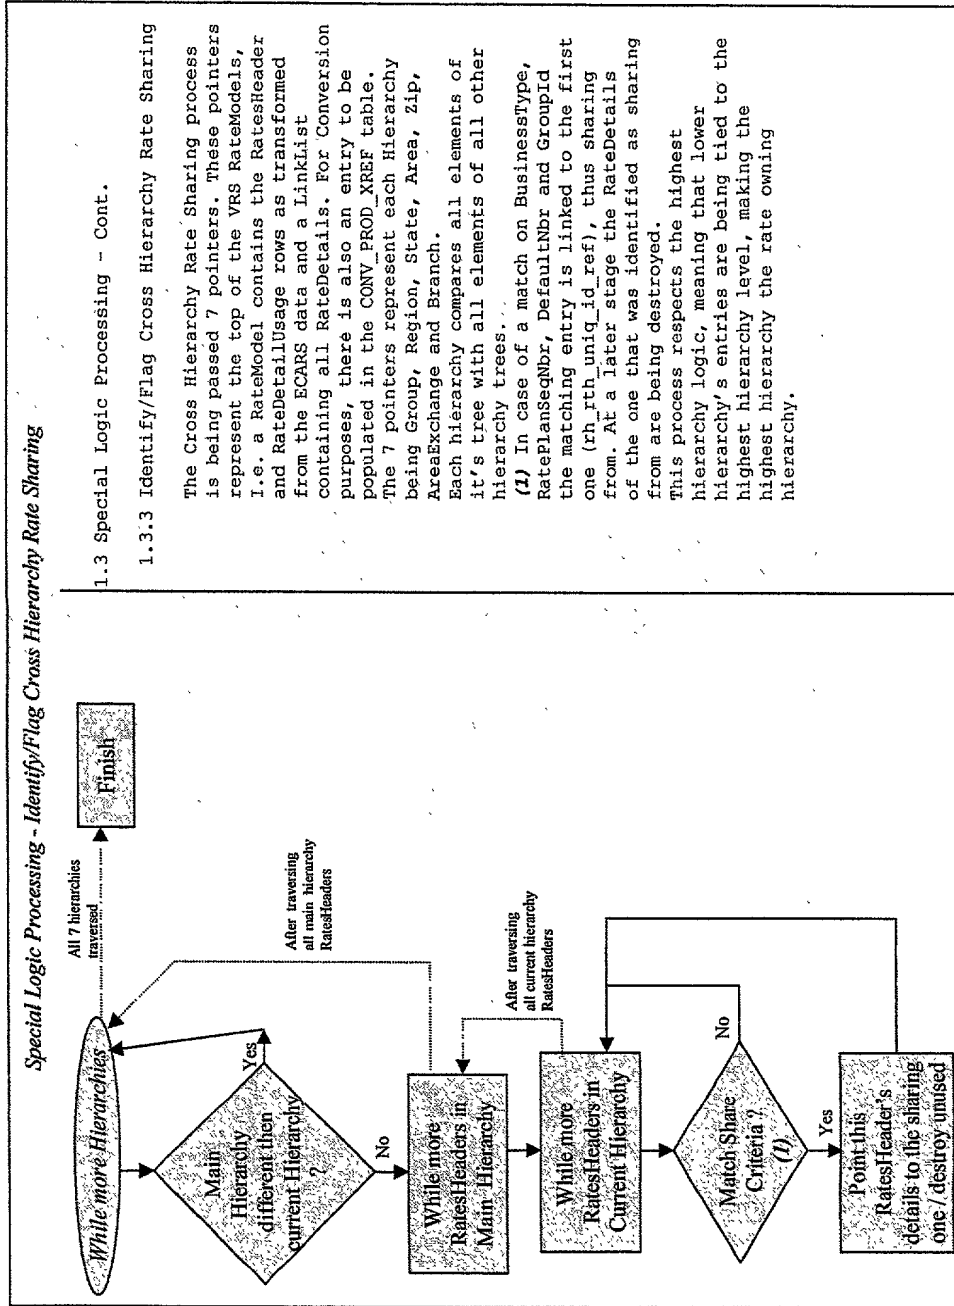 Special Logic Processing - Identify/Flag Cross Hierarchy Rate Sharing
While more Hierarchies
All 7 hierarchies
traversed
Finish
Main
Hierarchy
different then
current Hierarchy
?
Yes
No
After traversing
all main hierarchy
RatesHeaders
While more
RatesHeaders in
Main Hierarchy
After traversing
all current hierarchy
RatesHeaders
While more
RatesHeaders in
Current Hierarchy
Match Share
Criteria ?
(1)
No
Yes
Point this
RatesHeader's
details to the sharing
one / destroy unused
1.3 Special Logic Processing - Cont.
1.3.3 Identify/Flag Cross Hierarchy Rate Sharing
The Cross Hierarchy Rate Sharing process
is being passed 7 pointers. These pointers
represent the top of the VRS RateModels,
I.e. a RateModel contains the RatesHeader
and RateDetailUsage rows as transformed
from the ECARS data and a LinkList
containing all RateDetails. For Conversion
purposes, there is also an entry to be
populated in the CONV_PROD_XREF table.
The 7 pointers represent each Hierarchy
being Group, Region, State, Area, Zip,
AreaExchange and Branch.
Each hierarchy compares all elements of
it's tree with all elements of all other
hierarchy trees.
(1) In case of a match on BusinessType,
RatePlanSeqNbr, DefaultNbr and GroupId
the matching entry is linked to the first
one (rh_rth_uniq_id_ref), thus sharing
from. At a later stage the RateDetails
of the one that was identified as sharing
from are being destroyed.
This process respects the highest
hierarchy logic, meaning that lower
hierarchy's entries are being tied to the
highest hierarchy level, making the
highest hierarchy the rate owning
hierarchy.